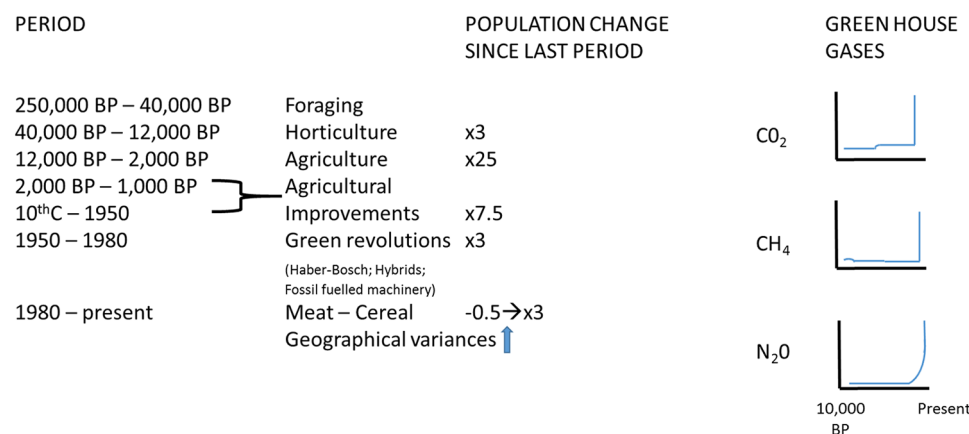 PERIOD
POPULATION CHANGE
SINCE LAST PERIOD
GREEN HOUSE
GASES
250,000 BP – 40,000 BP Foraging
40,000 BP – 12,000 BP Horticulture x3
12,000 BP – 2,000 BP Agriculture x25
2,000 BP – 1,000 BP Agricultural
10thC – 1950 Improvements x7.5
1950 – 1980 Green revolutions x3
(Haber-Bosch; Hybrids;
Fossil fuelled machinery)
1980 – present Meat – Cereal -0.5→x3
Geographical variances
C0₂
CH₄
N₂0
10,000
BP
Present